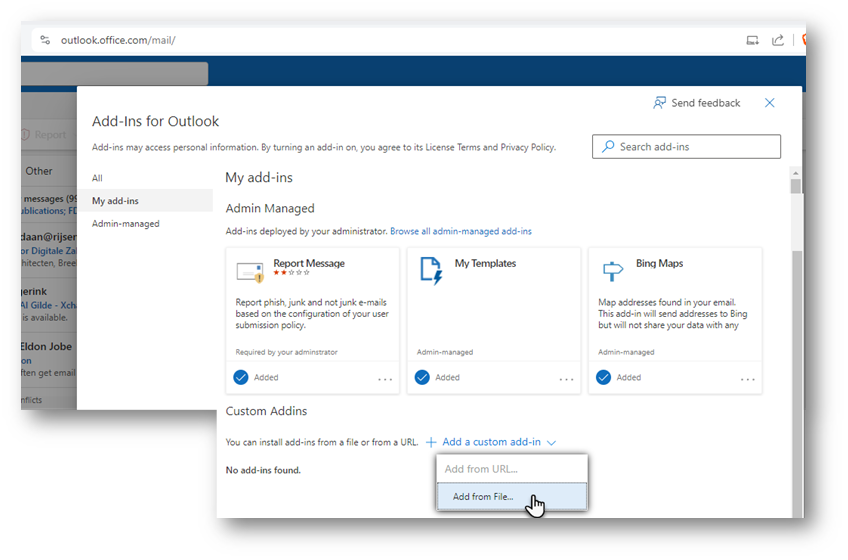 outlook.office.com/mail/
Report
Other
messages (99
ublications; FD
daan@rijsen
or Digitale Zal
chitecten, Bree
gerink
AI Gilde - Xcha
is available.
Eldon Jobe
on
ften get email
nflicts
Send feedback
Add-Ins for Outlook
Add-ins may access personal information. By turning an add-in on, you agree to its License Terms and Privacy Policy.
Search add-ins
All
My add-ins
Admin-managed
My add-ins
Admin Managed
Add-ins deployed by your administrator. Browse all admin-managed add-ins
Report Message
Report phish, junk and not junk e-mails
based on the configuration of your user
submission policy.
Required by your adminstrator
Added
...
My Templates
Admin-managed
Added
...
Bing Maps
Map addresses found in your email.
This add-in will send addresses to Bing
but will not share your data with any
Admin-managed
Added
...
Custom Addins
You can install add-ins from a file or from a URL. + Add a custom add-in
No add-ins found.
Add from URL...
Add from File...